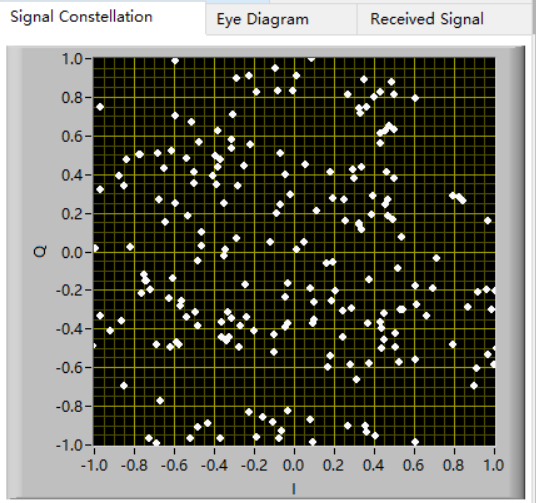 Signal Constellation
Eye Diagram
Received Signal
1.0
0.8
0.6
0.4
0.2
0.0
-0.2
-0.4
-0.6
-0.8
-1.0
Q
-1.0 -0.8 -0.6 -0.4 -0.2 0.0 0.2 0.4 0.6 0.8 1.0
I